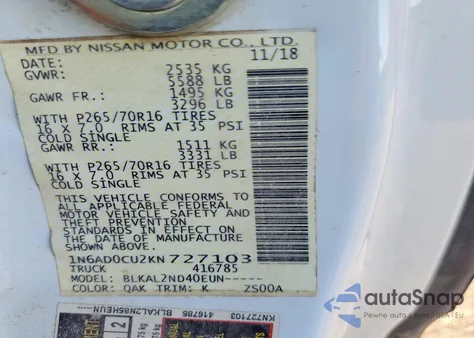 MFD BY NISSAN MOTOR CO., LTD.
DATE: 11/18
GVWR: 2535 KG
5588 LB
GAWR FR.: 1495 KG
3296 LB
WITH P265/70R16 TIRES
16 X 7.0 RIMS AT 35 PSI
COLD SINGLE
GAWR RR.: 1511 KG
3331 LB
WITH P265/70R16 TIRES
16 X 7.0 RIMS AT 35 PSI
COLD SINGLE
THIS VEHICLE CONFORMS TO
ALL APPLICABLE FEDERAL
MOTOR VEHICLE SAFETY AND
THEFT PREVENTION
STANDARDS IN EFFECT ON
THE DATE OF MANUFACTURE
SHOWN ABOVE.
1N6AD0CU2KN727103
TRUCK 416785
MODEL: BLKAL2ND40EUN-----
COLOR: QAK TRIM: K ZS00A
KN727103
416785
BLKAL2N85HEUN
2
autoSnap